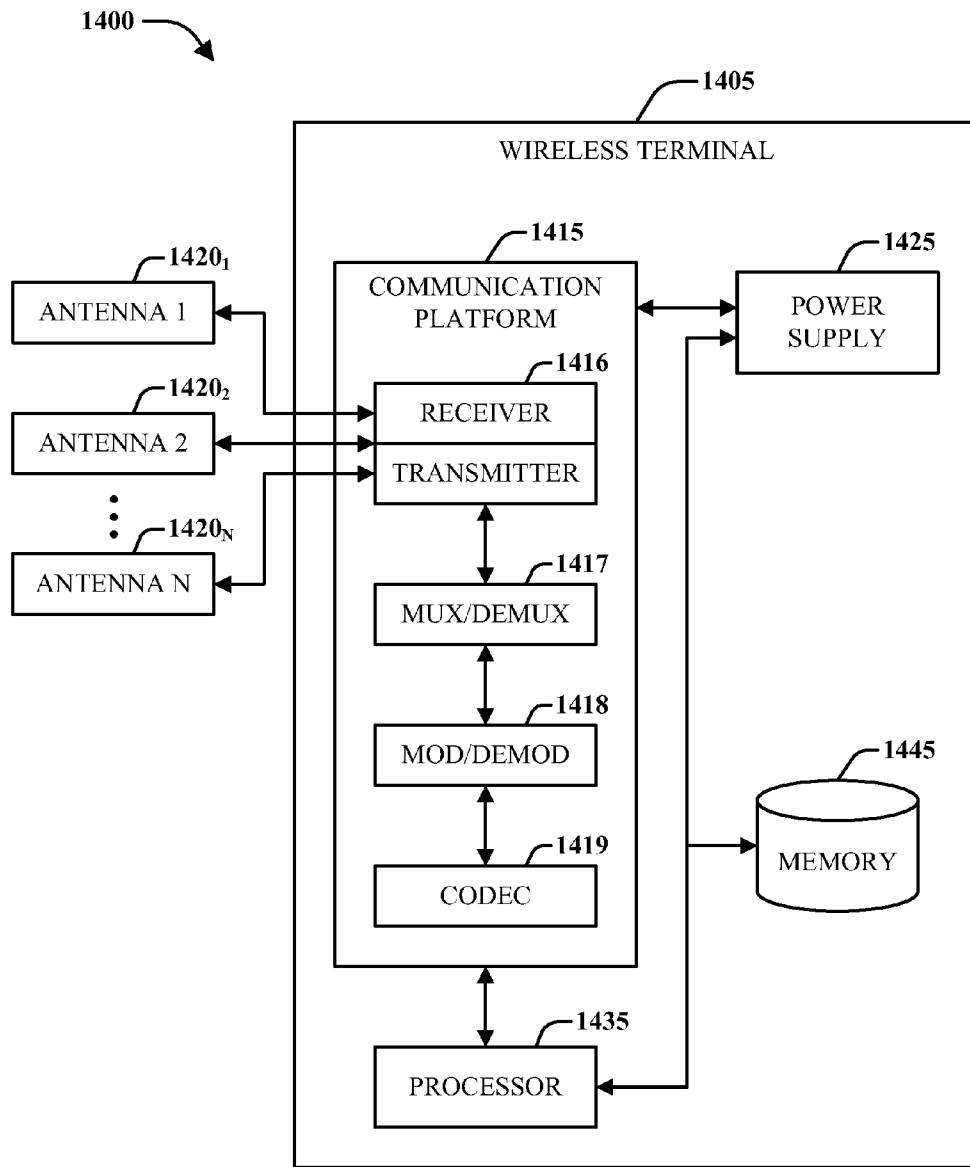 1400
1405
WIRELESS TERMINAL
1415
COMMUNICATION
PLATFORM
1425
POWER
SUPPLY
1420₁
ANTENNA 1
1416
RECEIVER
1420₂
ANTENNA 2
TRANSMITTER
1420N
ANTENNA N
1417
MUX/DEMUX
1418
MOD/DEMOD
1445
MEMORY
1419
CODEC
1435
PROCESSOR